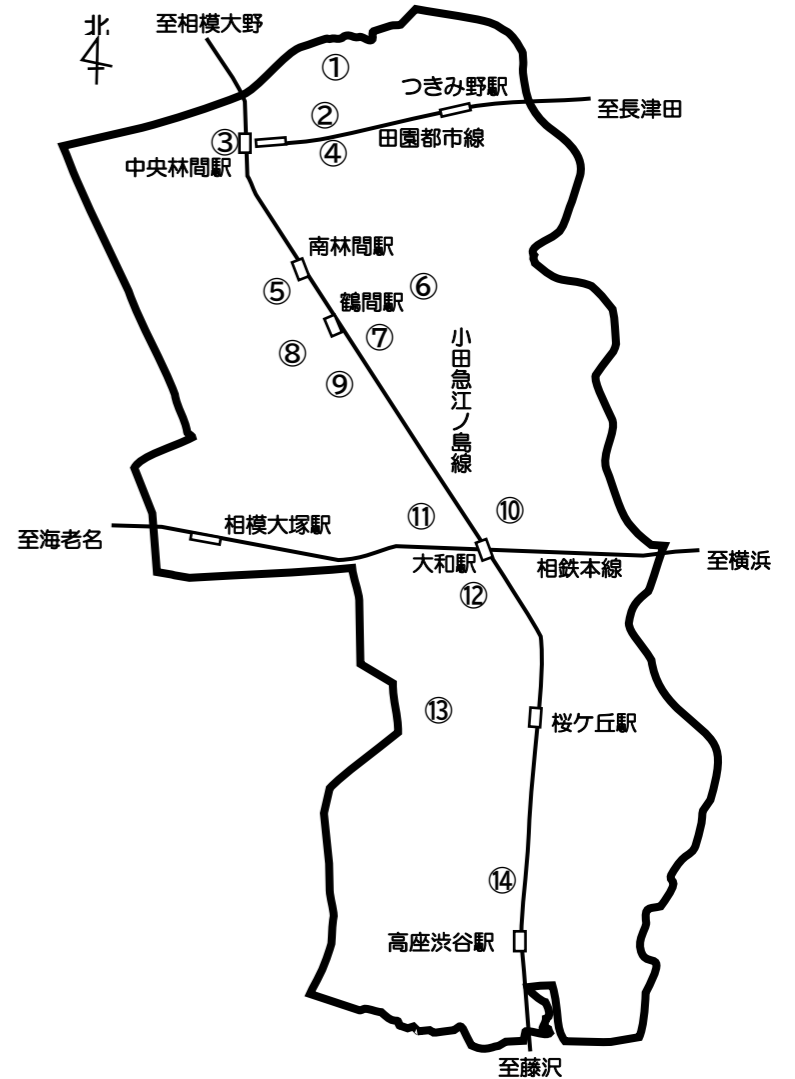 北
至相模大野
①
つきみ野駅
至長津田
②
③
④
田園都市線
中央林間駅
南林間駅
⑤
⑥
鶴間駅
⑦
⑧
⑨
小田急江ノ島線
⑩
⑪
相模大塚駅
至海老名
大和駅
相鉄本線
至横浜
⑫
⑬
桜ケ丘駅
⑭
高座渋谷駅
至藤沢